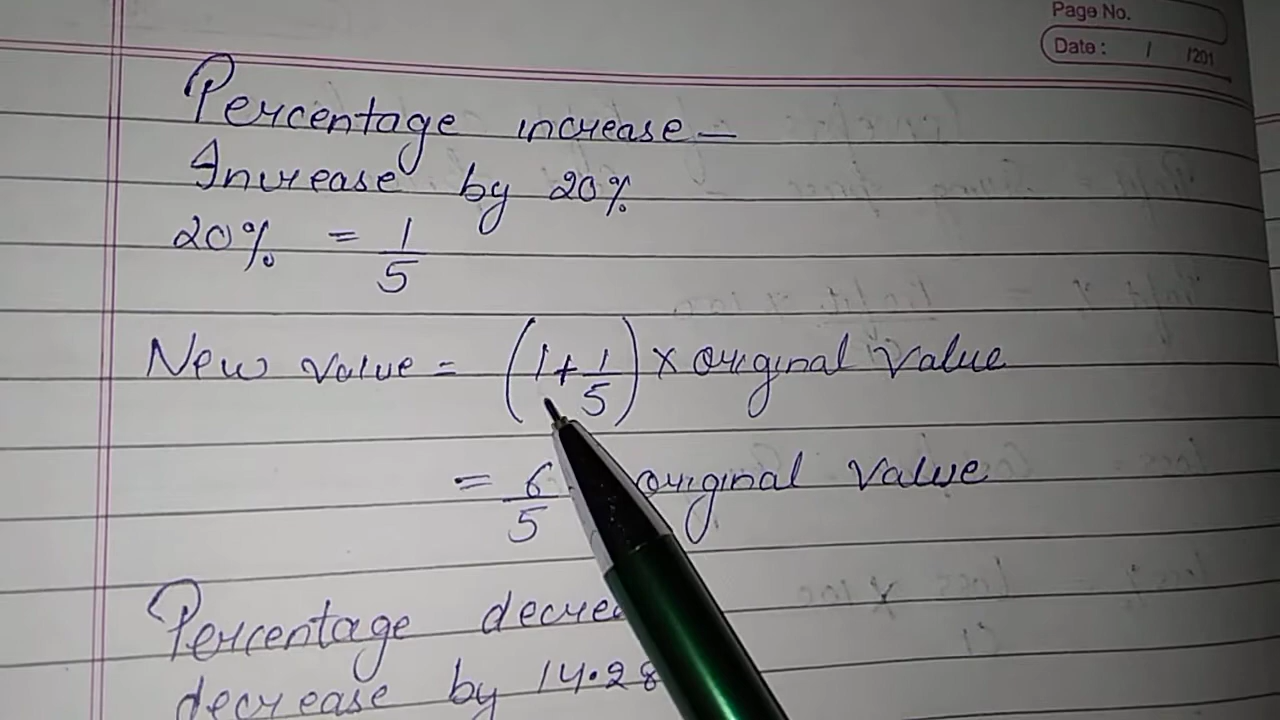 Page No.
Date : / /201
Percentage increase –
Increase by 20%
20% = 1/5
New value = (1+1/5) × original value
= 6/5 original value
Percentage
decrease by 14.28